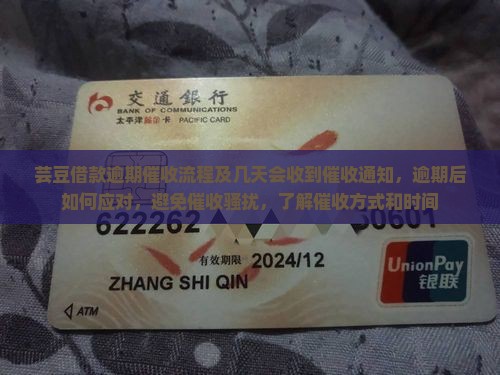 交通銀行
BANK OF COMMUNICATIONS
太平洋 卡 PACIFIC CARD
芸豆借款逾期催收流程及几天会收到催收通知，逾期后
如何应对，避免催收骚扰，了解催收方式和时间
622262 60601
有效期限 2024/12
ZHANG SHI QIN
ATM
UnionPay
银联